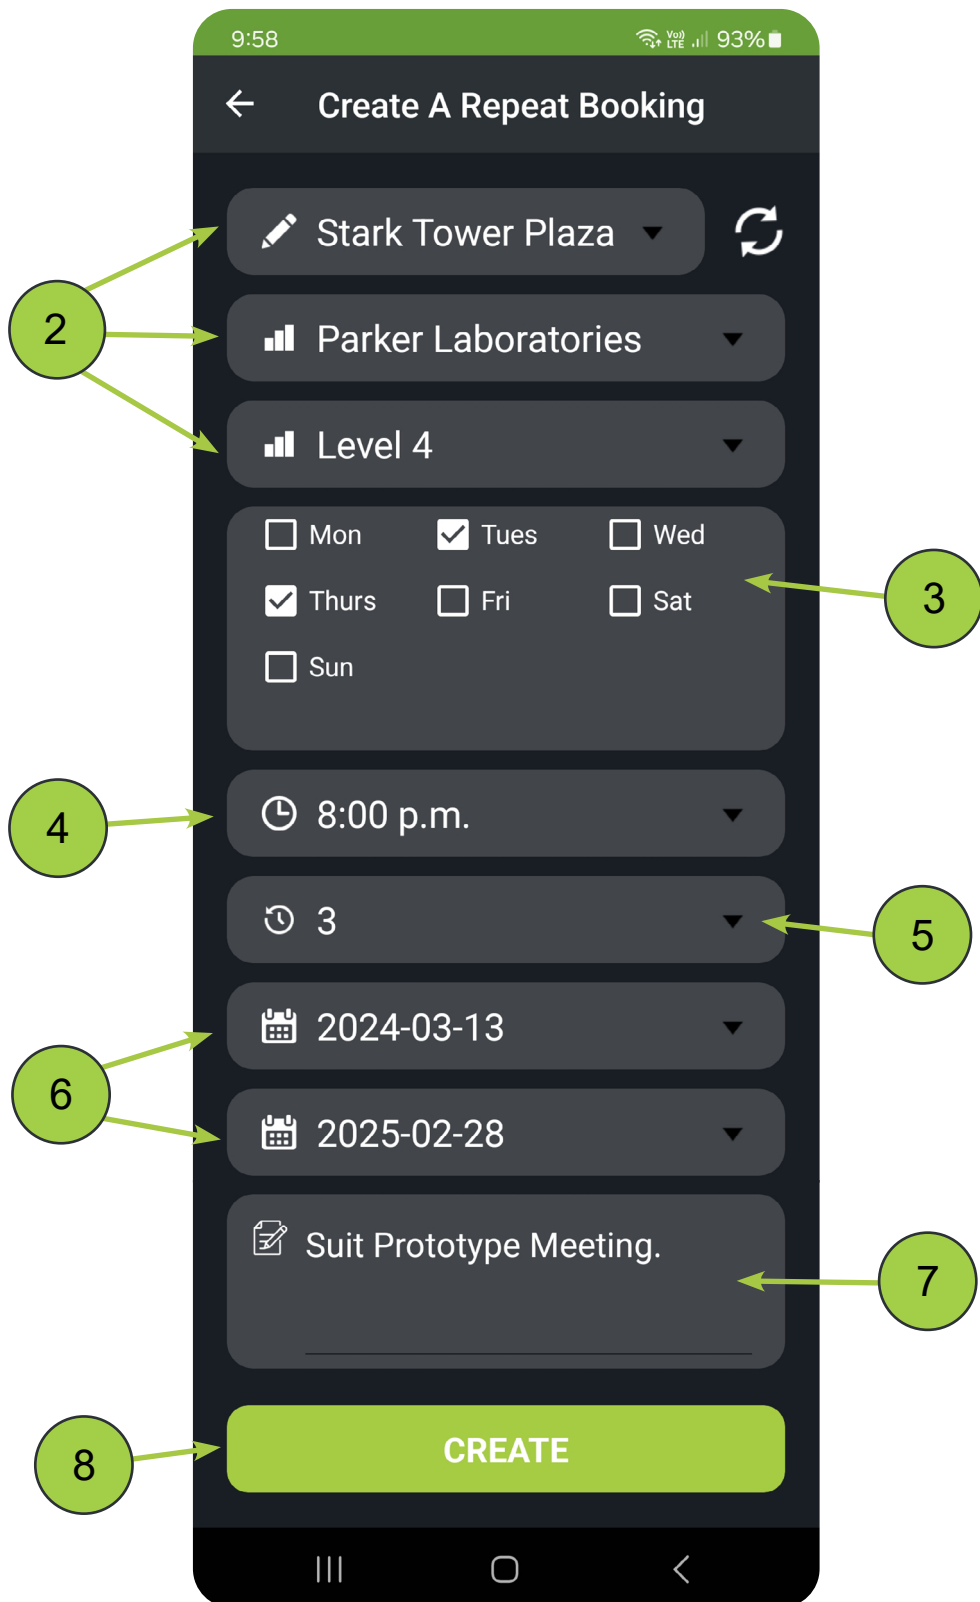 9:58 Vo)) LTE 93%
Create A Repeat Booking
Stark Tower Plaza
2
Parker Laboratories
Level 4
Mon Tues Wed
3
Thurs Fri Sat
Sun
4
8:00 p.m.
3
5
2024-03-13
6
2025-02-28
Suit Prototype Meeting.
7
CREATE
8